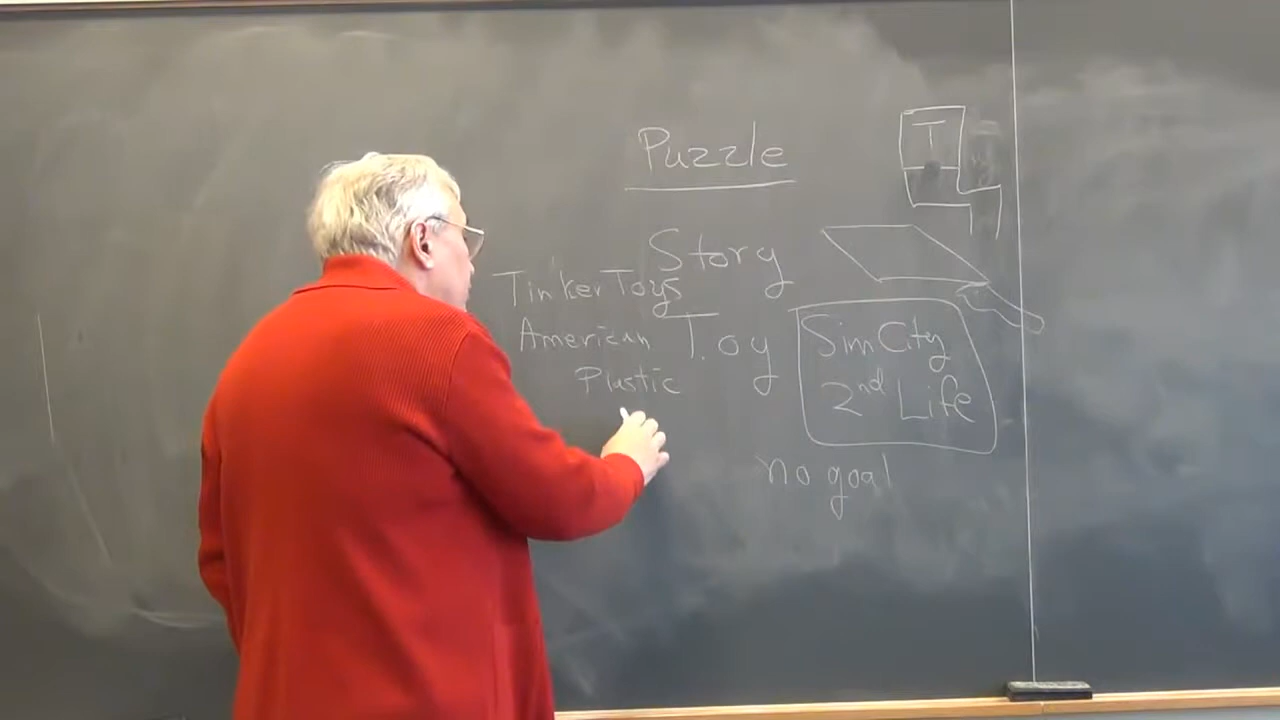 Puzzle
T
Story
TinkerToys
American
Toy
Plastic
SimCity
2nd Life
no goal